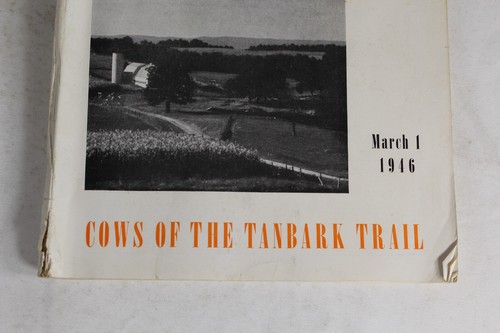 March 1
1946
COWS OF THE TANBARK TRAIL